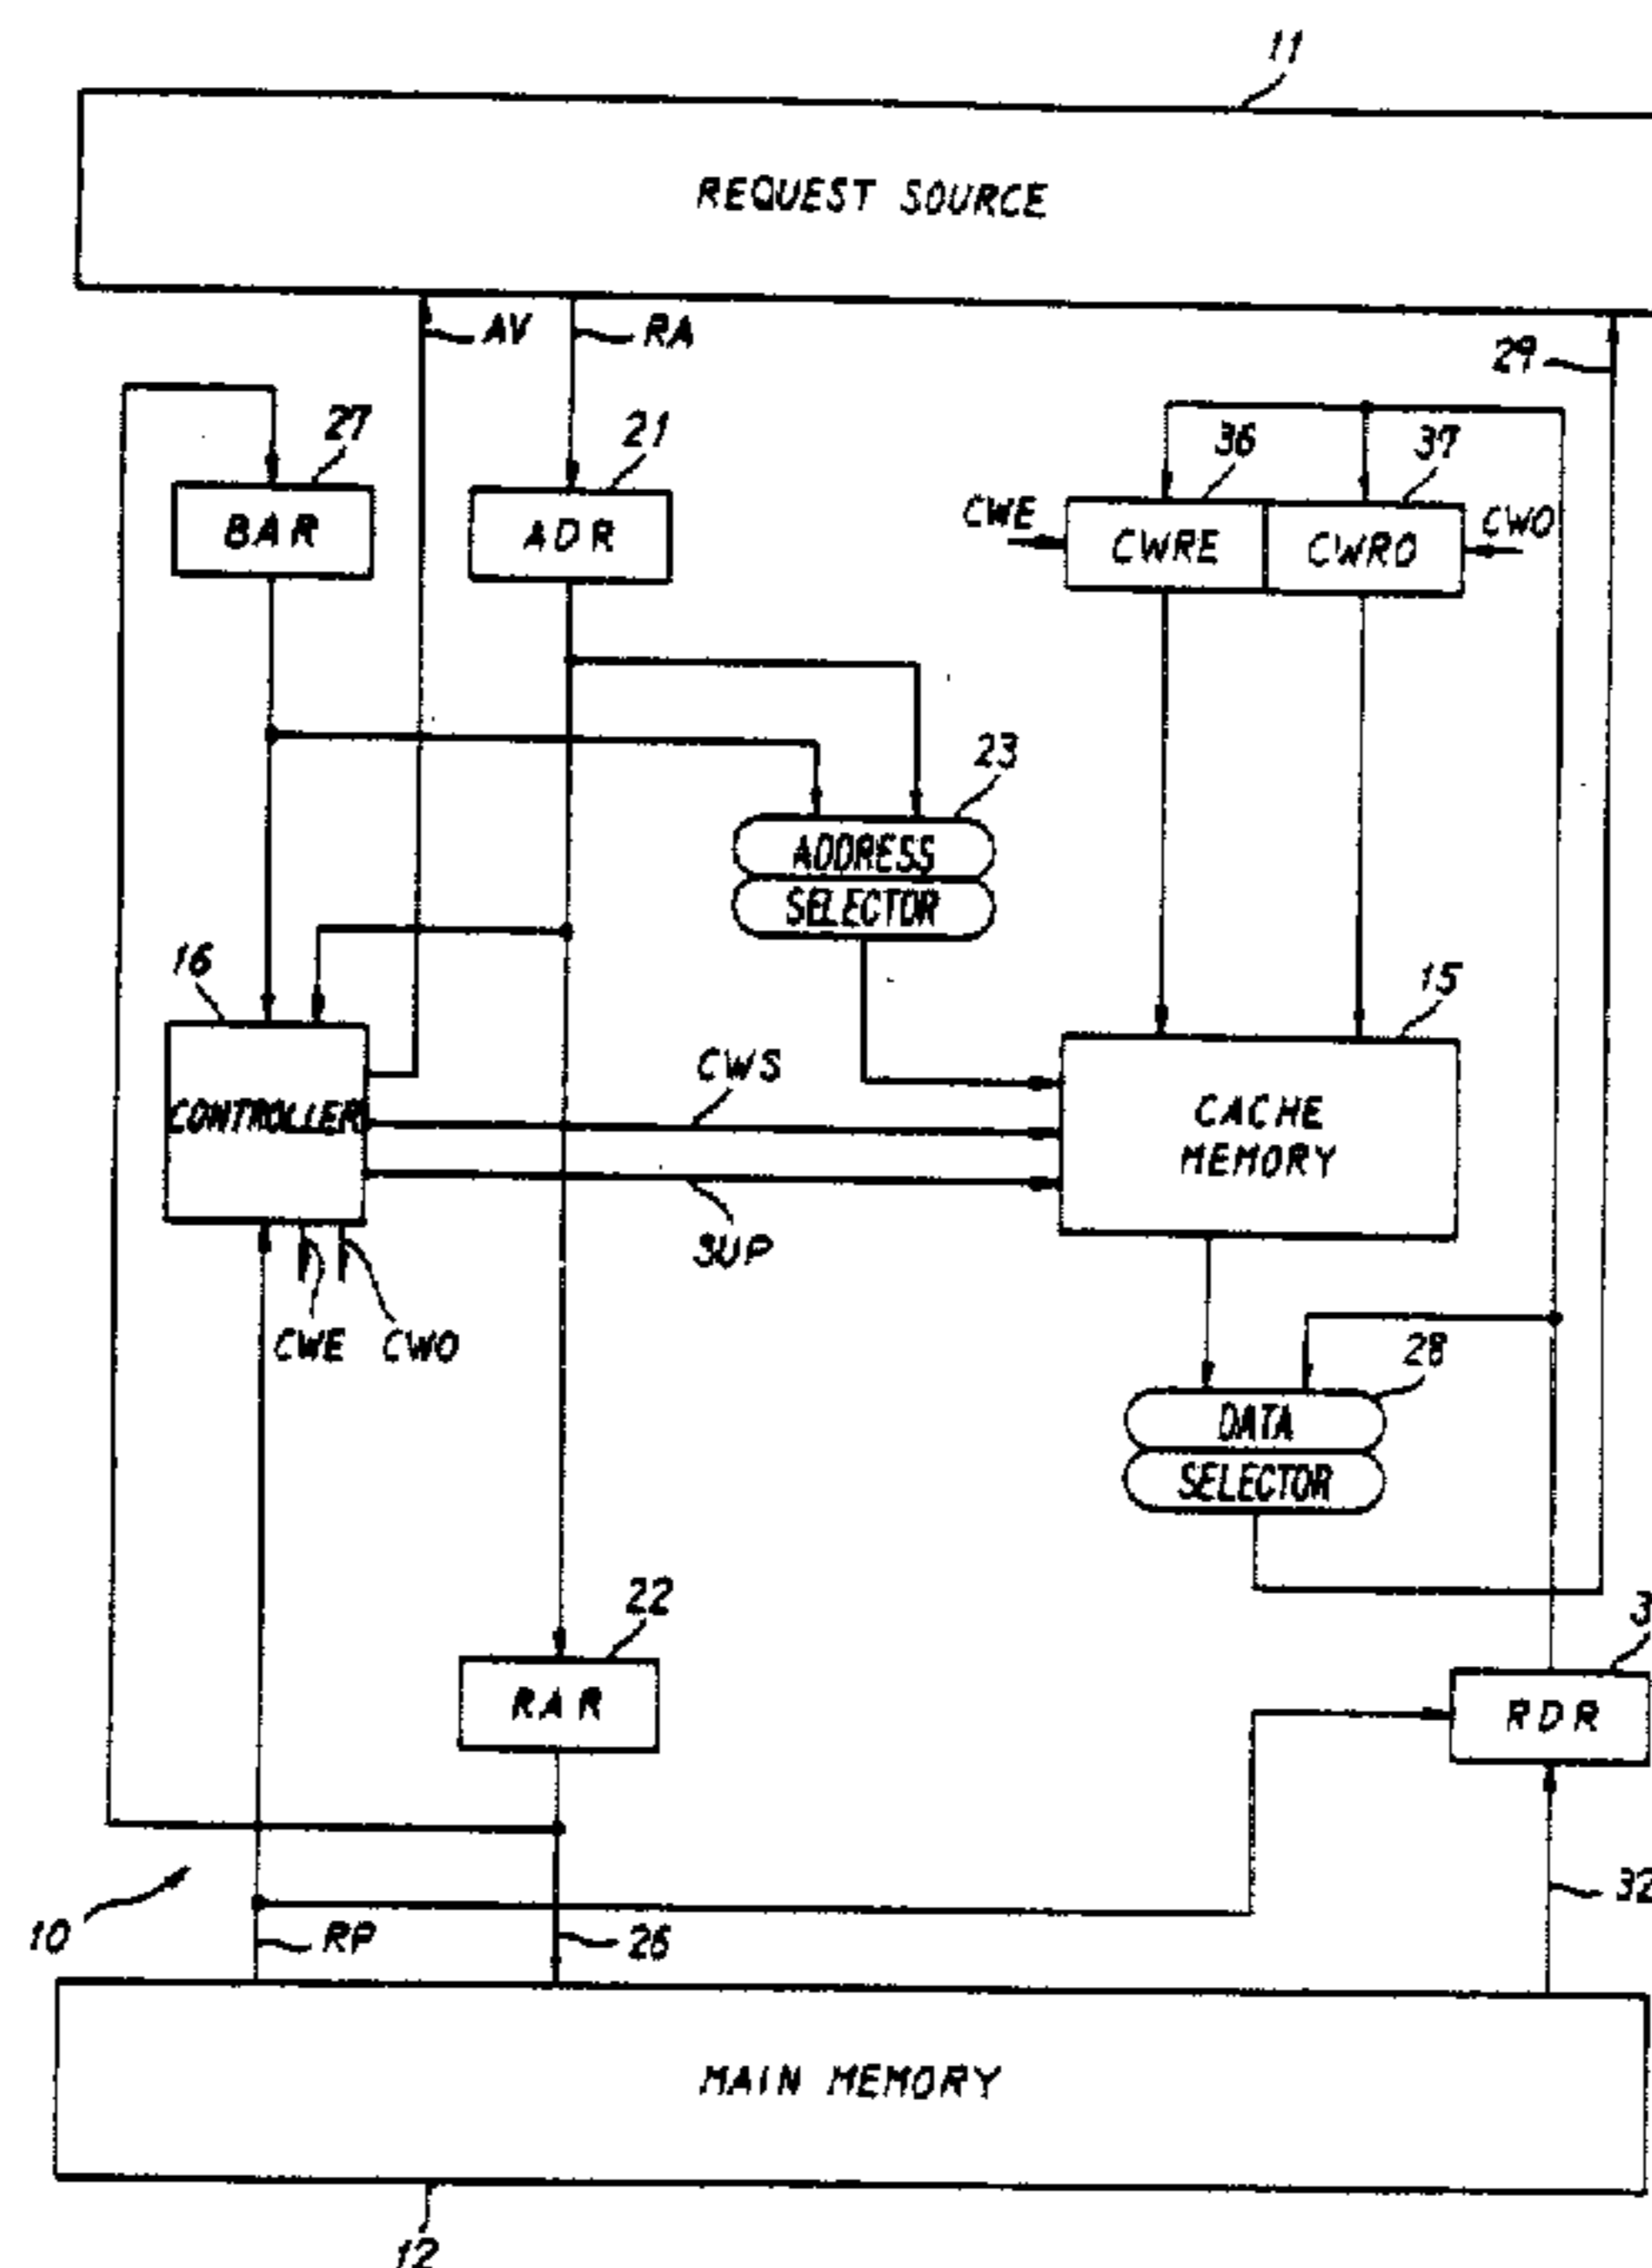 11
REQUEST SOURCE
AV
RA
29
27
21
36
37
BAR
ADR
CWE
CWRE
CWRO
CWO
23
ADDRESS
SELECTOR
16
15
CWS
CONTROLLER
CACHE
MEMORY
3UP
CWE
CWO
28
DATA
SELECTOR
22
3
RAR
RDR
10
RP
26
32
MAIN MEMORY
12